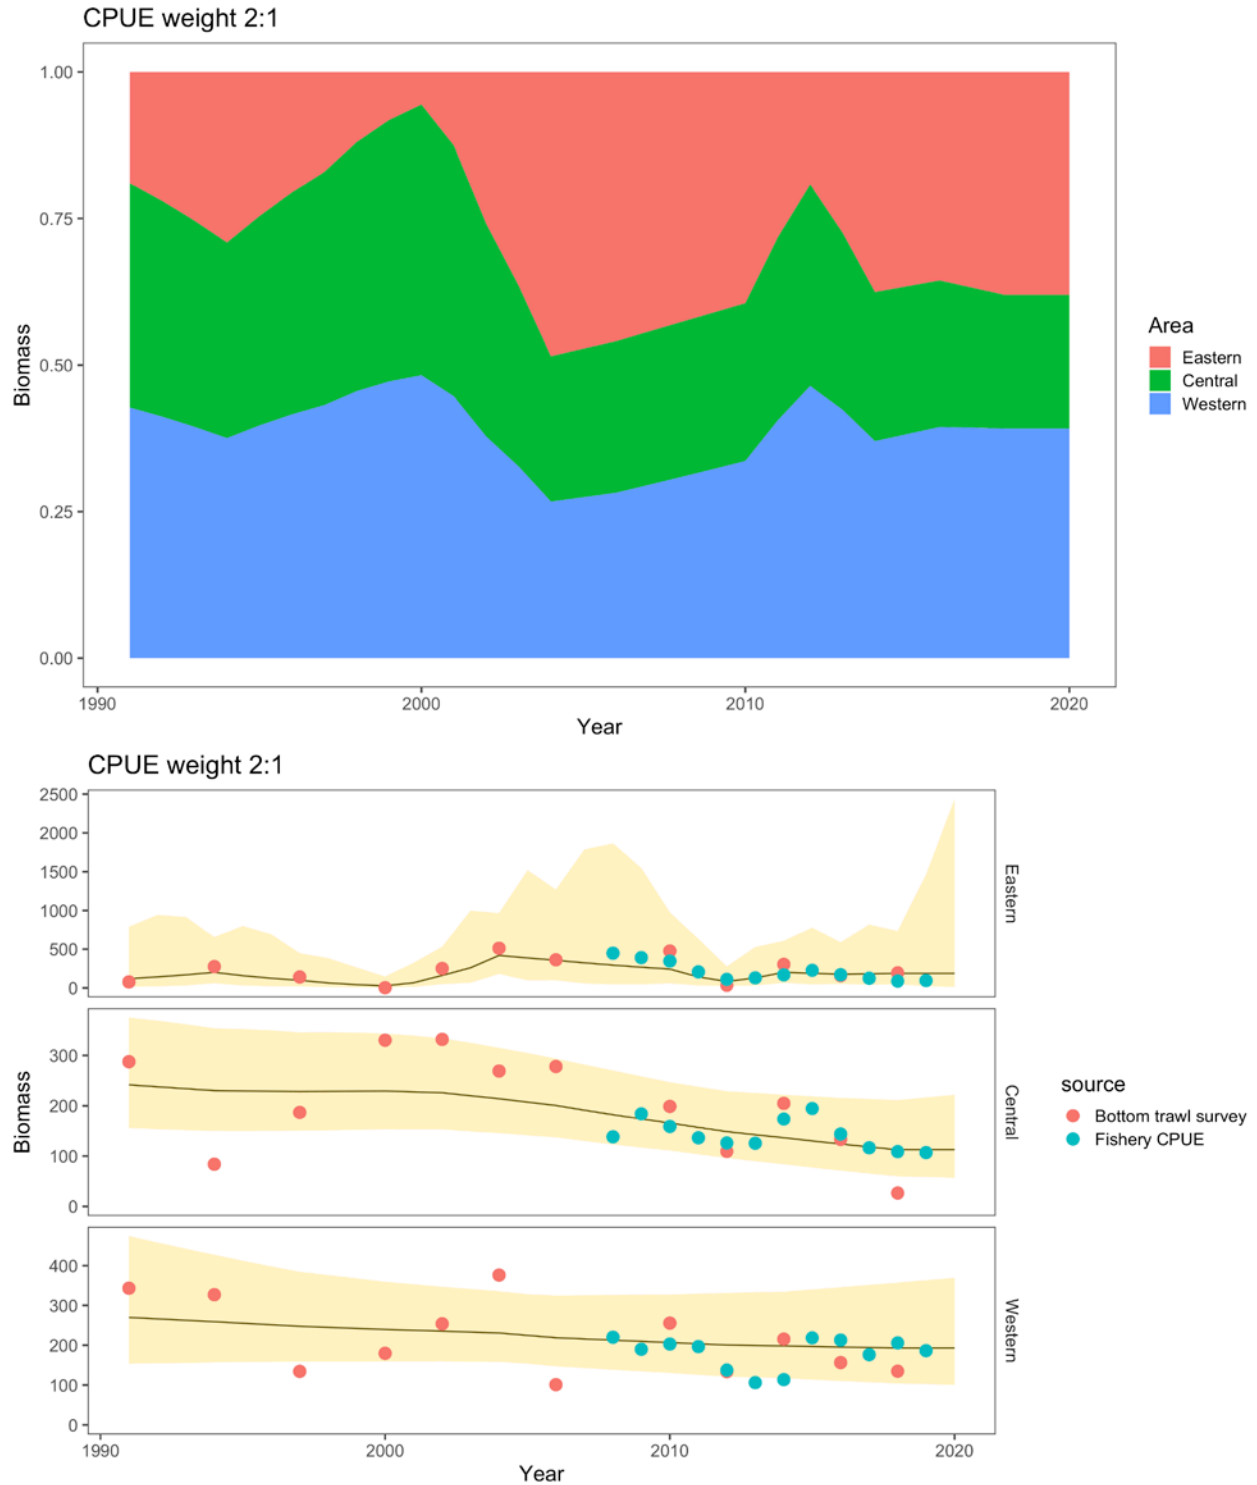 CPUE weight 2:1
1.00
0.75
0.50
0.25
0.00
Biomass
1990 2000 2010 2020
Year
Area
Eastern
Central
Western
CPUE weight 2:1
2500
2000
1500
1000
500
0
Eastern
300
200
100
0
Central
Biomass
400
300
200
100
0
Western
1990 2000 2010 2020
Year
source
Bottom trawl survey
Fishery CPUE